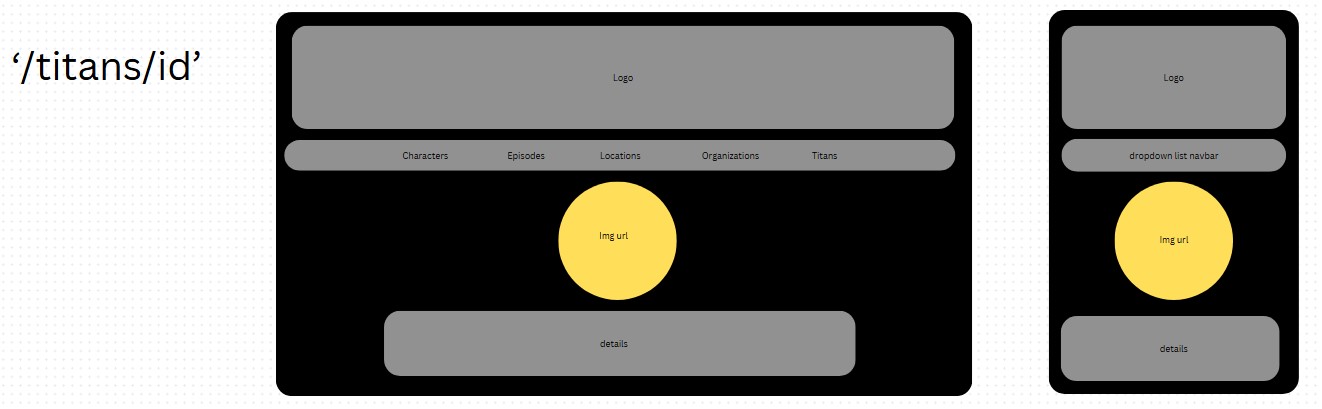 ‘/titans/id’
Logo
Characters Episodes Locations Organizations Titans
Img url
details
Logo
dropdown list navbar
Img url
details